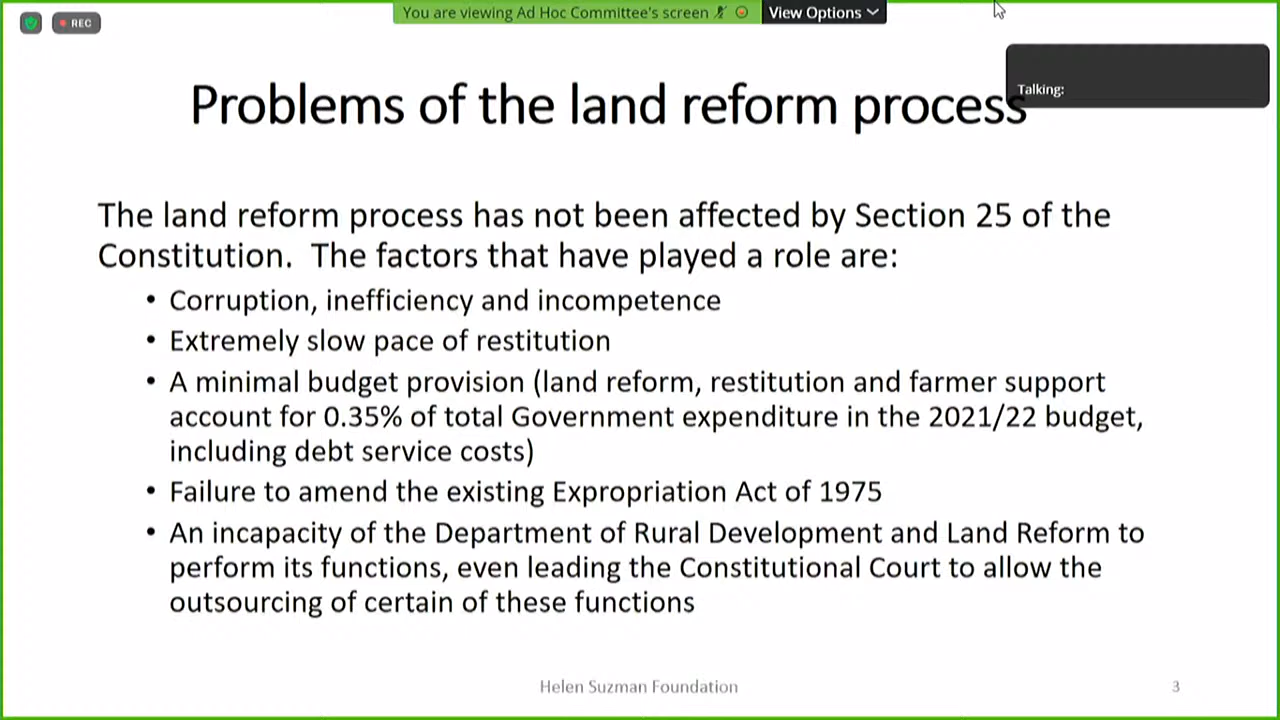 You are viewing Ad Hoc Committee's screen
View Options
REC
Talking:
Problems of the land reform process
The land reform process has not been affected by Section 25 of the
Constitution.  The factors that have played a role are:
• Corruption, inefficiency and incompetence
• Extremely slow pace of restitution
• A minimal budget provision (land reform, restitution and farmer support
account for 0.35% of total Government expenditure in the 2021/22 budget,
including debt service costs)
• Failure to amend the existing Expropriation Act of 1975
• An incapacity of the Department of Rural Development and Land Reform to
perform its functions, even leading the Constitutional Court to allow the
outsourcing of certain of these functions
Helen Suzman Foundation
3